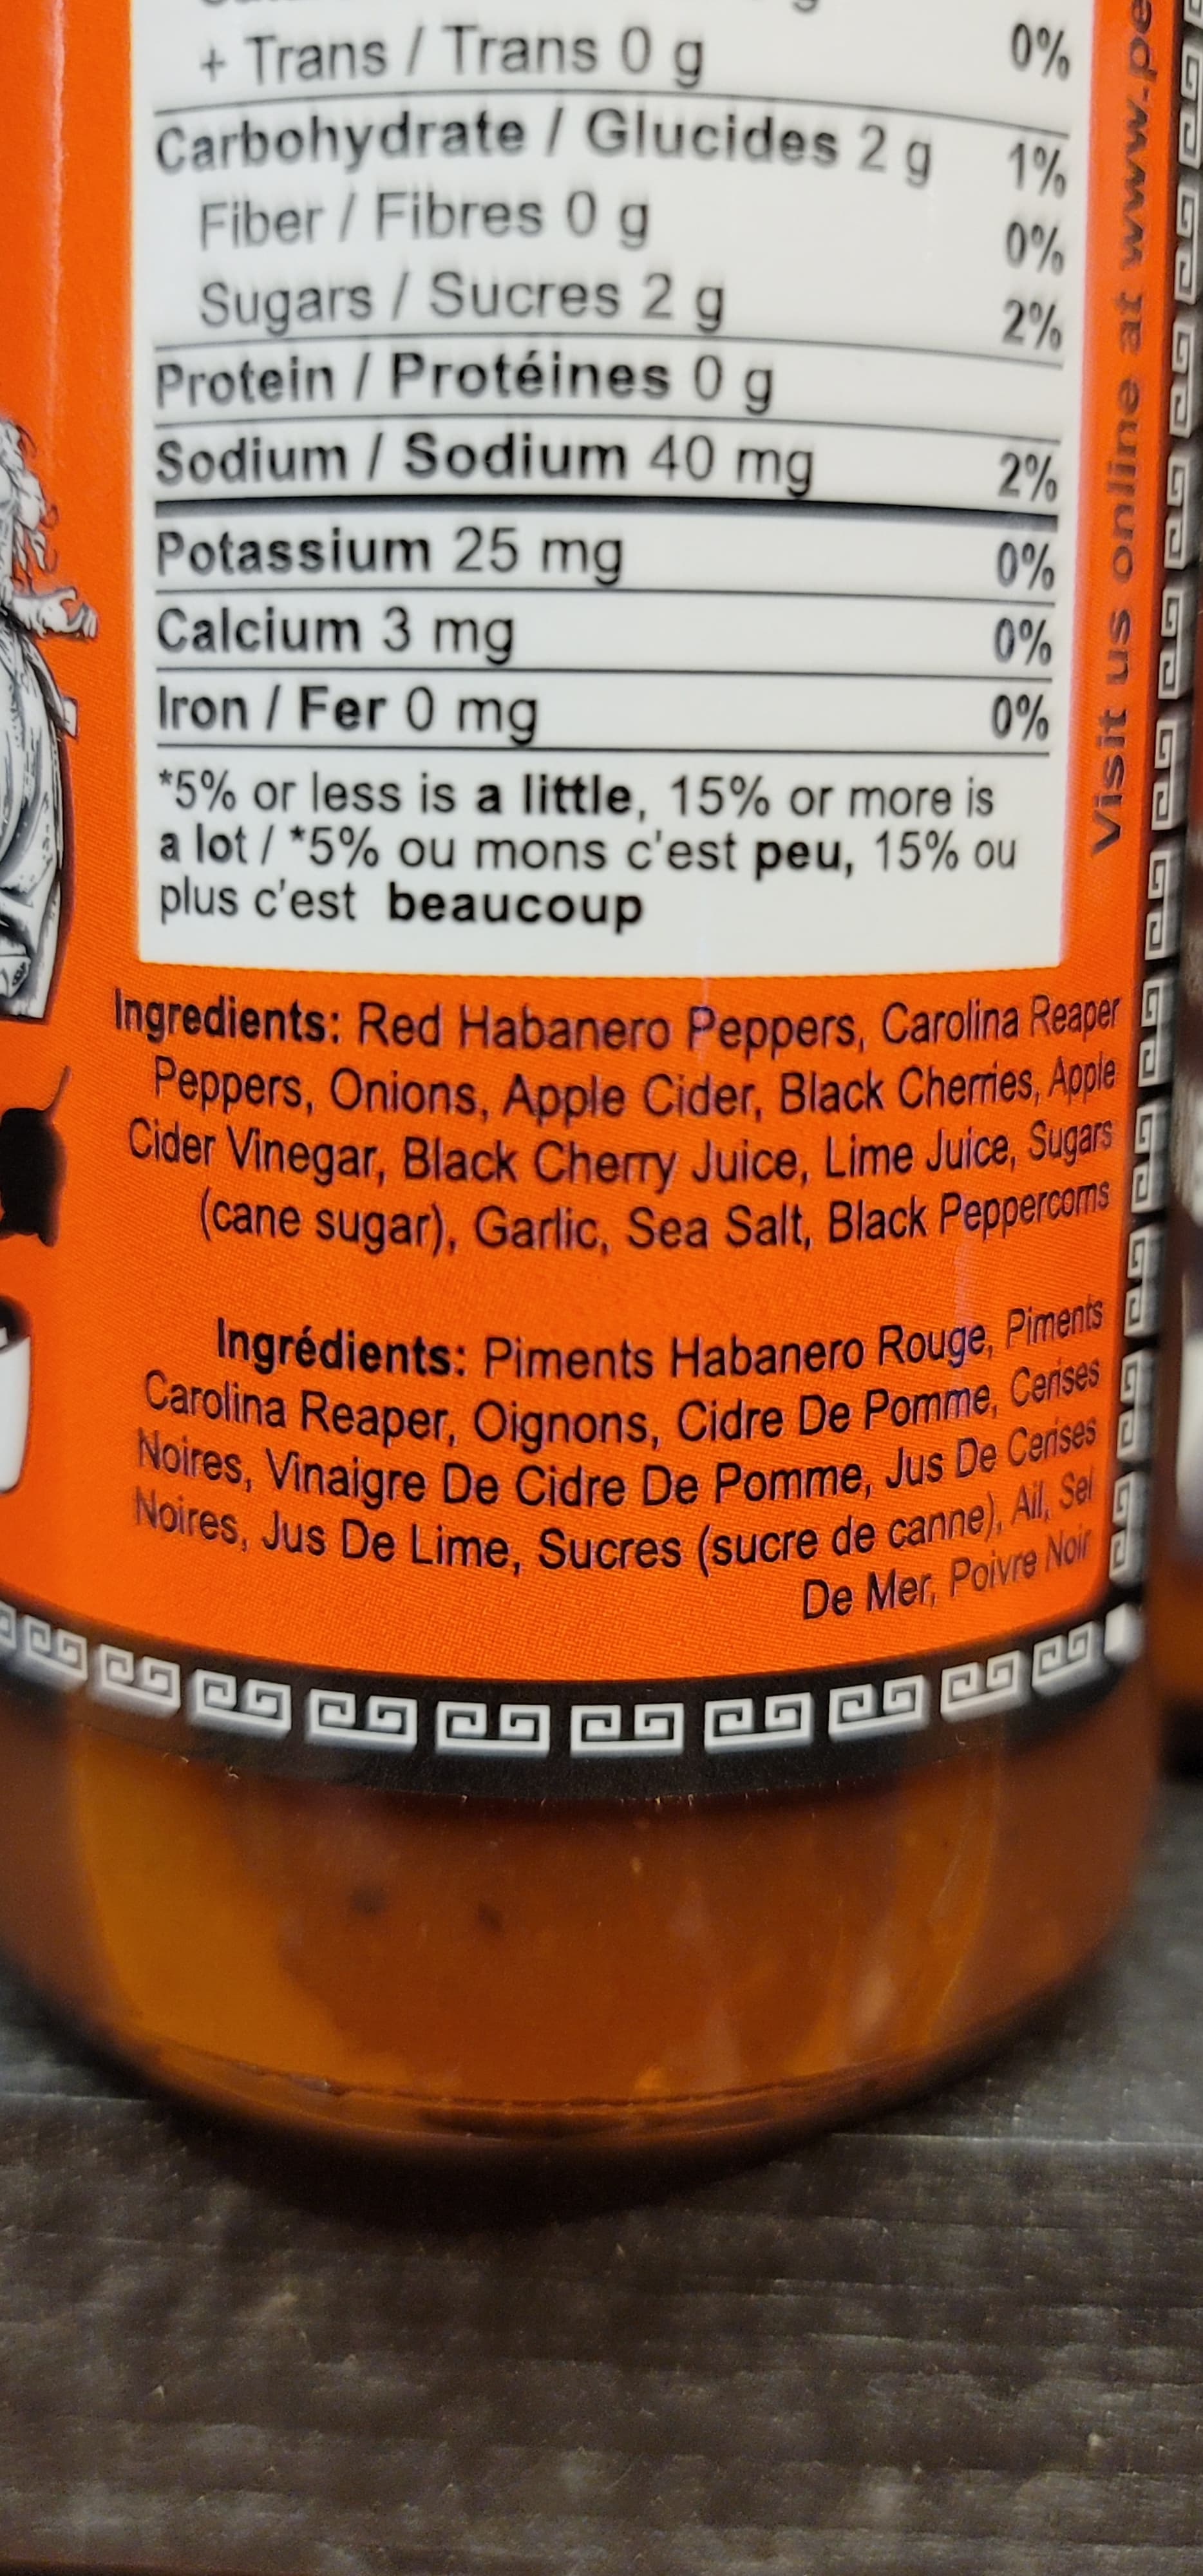 + Trans / Trans 0 g 0%
Carbohydrate / Glucides 2 g 1%
Fiber / Fibres 0 g 0%
Sugars / Sucres 2 g 2%
Protein / Protéines 0 g
Sodium / Sodium 40 mg 2%
Potassium 25 mg 0%
Calcium 3 mg 0%
Iron / Fer 0 mg 0%
*5% or less is a little, 15% or more is
a lot / *5% ou mons c'est peu, 15% ou
plus c'est beaucoup
Ingredients: Red Habanero Peppers, Carolina Reaper
Peppers, Onions, Apple Cider, Black Cherries, Apple
Cider Vinegar, Black Cherry Juice, Lime Juice, Sugars
(cane sugar), Garlic, Sea Salt, Black Peppercorns
Ingrédients: Piments Habanero Rouge, Piments
Carolina Reaper, Oignons, Cidre De Pomme, Cerises
Noires, Vinaigre De Cidre De Pomme, Jus De Cerises
Noires, Jus De Lime, Sucres (sucre de canne), Ail, Sel
De Mer, Poivre Noir
Visit us online at www.pe